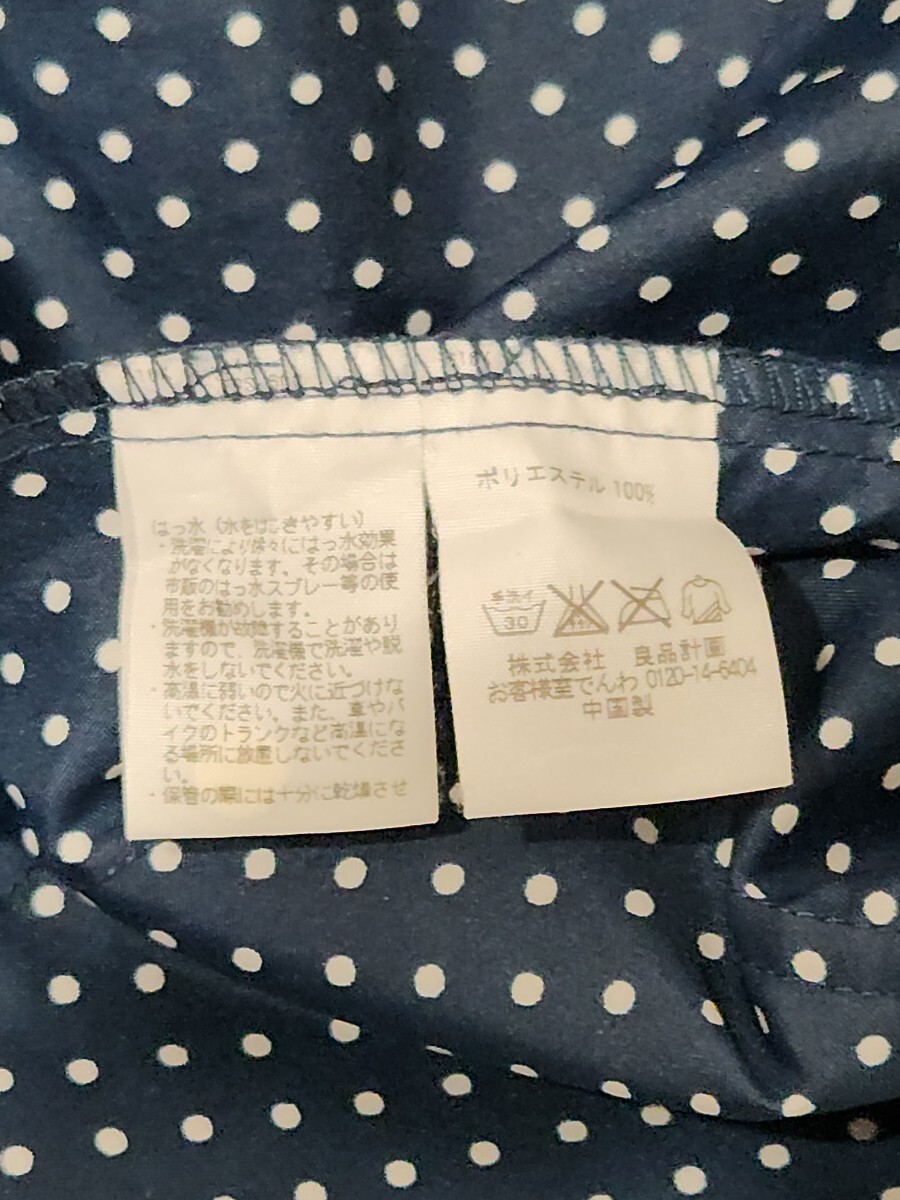 はっ水（水をはじきやすい）
・洗濯により徐々にはっ水効果
がなくなります。その場合は
市販のはっ水スプレー等の使
用をお勧めします。
・洗濯機が故障することがあり
ますので、洗濯機で洗濯や脱
水をしないでください。
・高温に弱いので火に近づけな
いでください。また、車やバ
イクのトランクなど高温にな
る場所に放置しないでくださ
い。
・保管の際には十分に乾燥させ
ポリエステル 100%
手洗イ
30
株式会社 良品計画
お客様室でんわ 0120-14-6404
中国製